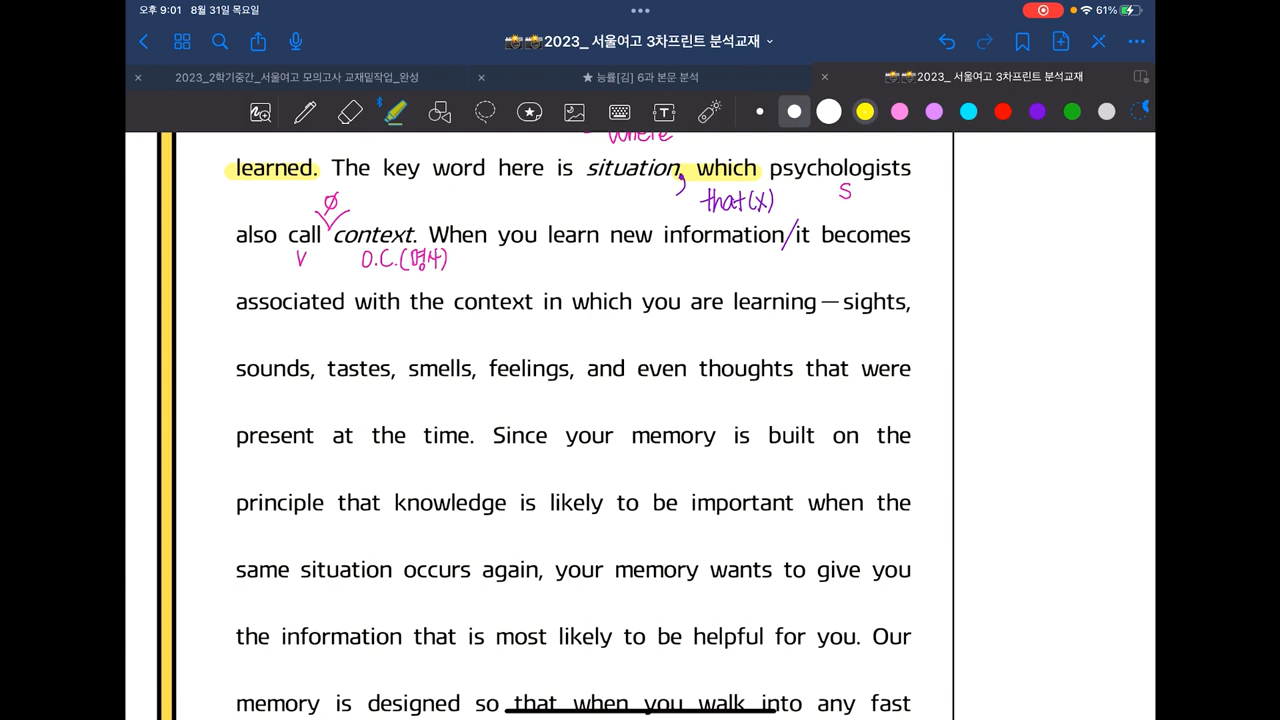 오후 9:01 8월 31일 목요일
61%
2023_ 서울여고 3차프린트 분석교재
2023_2학기중간_서울여고 모의고사 교재밑작업_완성
★ 능률[김] 6과 본문 분석
2023_ 서울여고 3차프린트 분석교재
where
learned. The key word here is situation, which psychologists
that(X)
S
Ø
also call context. When you learn new information/it becomes
V
O.C.(명사)
associated with the context in which you are learning—sights,
sounds, tastes, smells, feelings, and even thoughts that were
present at the time. Since your memory is built on the
principle that knowledge is likely to be important when the
same situation occurs again, your memory wants to give you
the information that is most likely to be helpful for you. Our
memory is designed so that when you walk into any fast